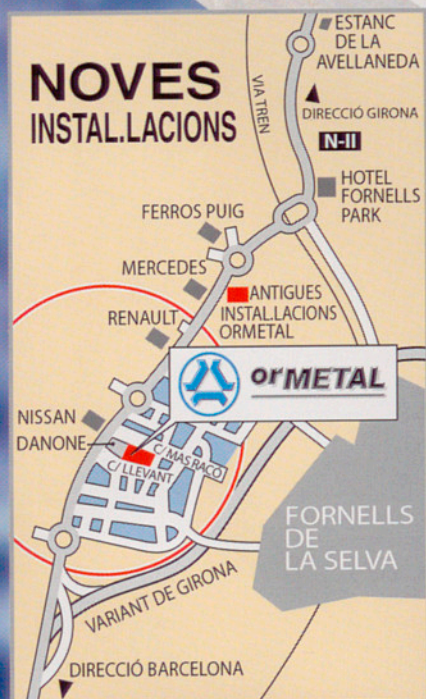 NOVES
INSTAL.LACIONS
ESTANC
DE LA
AVELLANEDA
VIA TREN
DIRECCIÓ GIRONA
N-II
HOTEL
FORNELLS
PARK
FERROS PUIG
MERCEDES
ANTIGUES
INSTAL.LACIONS
ORMETAL
RENAULT
orMETAL
NISSAN
DANONE
C/ LLEVANT
C/ MAS RACÓ
FORNELLS
DE
LA SELVA
VARIANT DE GIRONA
DIRECCIÓ BARCELONA